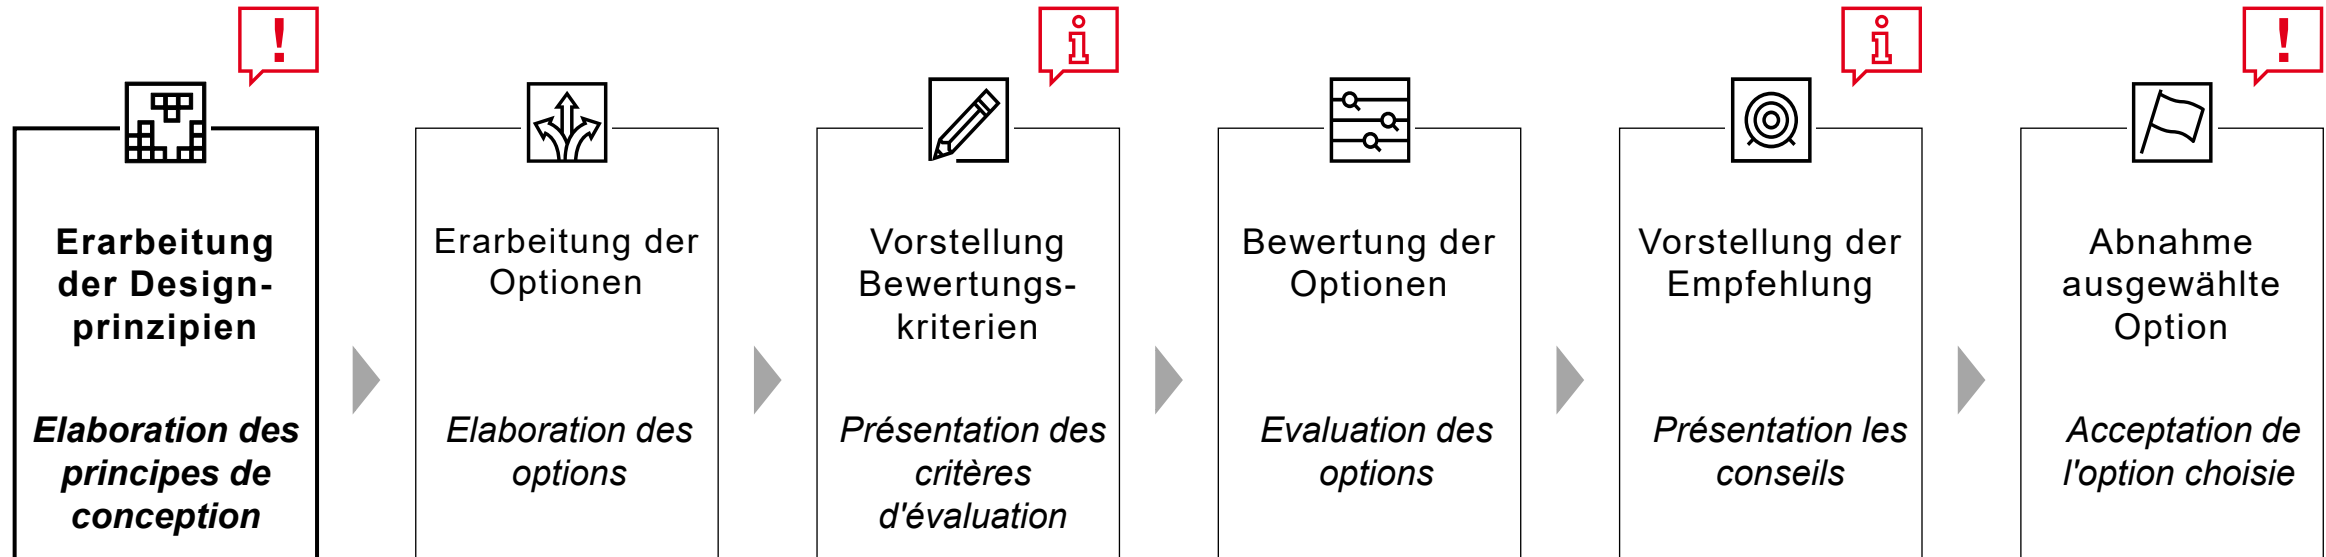 !
i
i
!
Erarbeitung
der Design-
prinzipien
Elaboration des
principes de
conception
Erarbeitung der
Optionen
Elaboration des
options
Vorstellung
Bewertungs-
kriterien
Présentation des
critères
d'évaluation
Bewertung der
Optionen
Evaluation des
options
Vorstellung der
Empfehlung
Présentation les
conseils
Abnahme
ausgewählte
Option
Acceptation de
l'option choisie